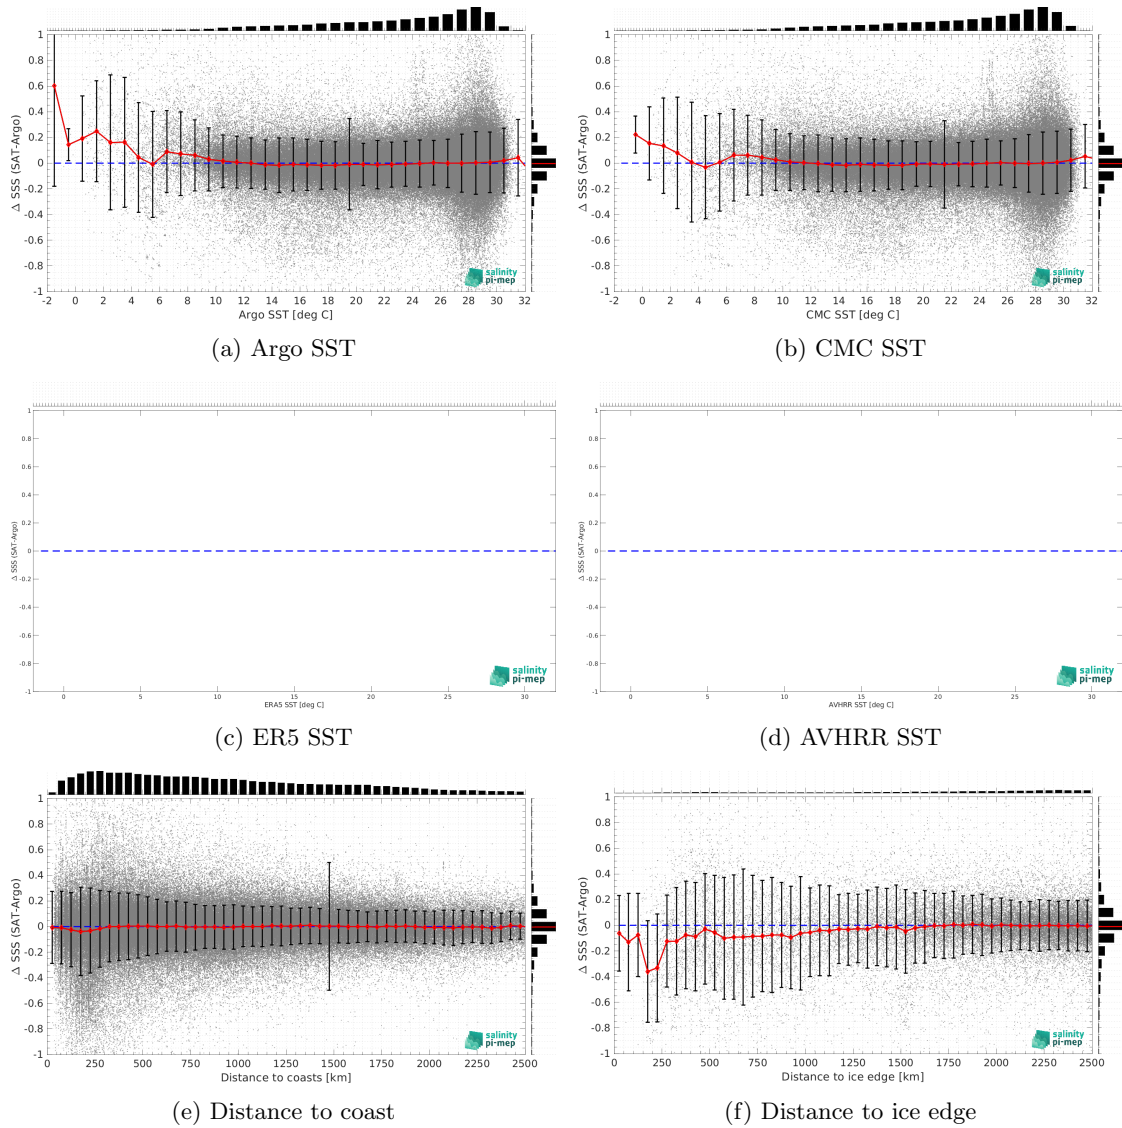 1
0.8
0.6
0.4
0.2
0
-0.2
-0.4
-0.6
-0.8
-1
Δ SSS (SAT-Argo)
-2 0 2 4 6 8 10 12 14 16 18 20 22 24 26 28 30 32
Argo SST [deg C]
salinity
pi-mep
(a) Argo SST
1
0.8
0.6
0.4
0.2
0
-0.2
-0.4
-0.6
-0.8
-1
Δ SSS (SAT-Argo)
-2 0 2 4 6 8 10 12 14 16 18 20 22 24 26 28 30 32
CMC SST [deg C]
salinity
pi-mep
(b) CMC SST
1
0.8
0.6
0.4
0.2
0
-0.2
-0.4
-0.6
-0.8
-1
Δ SSS (SAT-Argo)
0 5 10 15 20 25 30
ERA5 SST [deg C]
salinity
pi-mep
(c) ER5 SST
1
0.8
0.6
0.4
0.2
0
-0.2
-0.4
-0.6
-0.8
-1
Δ SSS (SAT-Argo)
0 5 10 15 20 25 30
AVHRR SST [deg C]
salinity
pi-mep
(d) AVHRR SST
1
0.8
0.6
0.4
0.2
0
-0.2
-0.4
-0.6
-0.8
-1
Δ SSS (SAT-Argo)
0 250 500 750 1000 1250 1500 1750 2000 2250 2500
Distance to coasts [km]
salinity
pi-mep
(e) Distance to coast
1
0.8
0.6
0.4
0.2
0
-0.2
-0.4
-0.6
-0.8
-1
Δ SSS (SAT-Argo)
0 250 500 750 1000 1250 1500 1750 2000 2250 2500
Distance to ice edge [km]
salinity
pi-mep
(f) Distance to ice edge